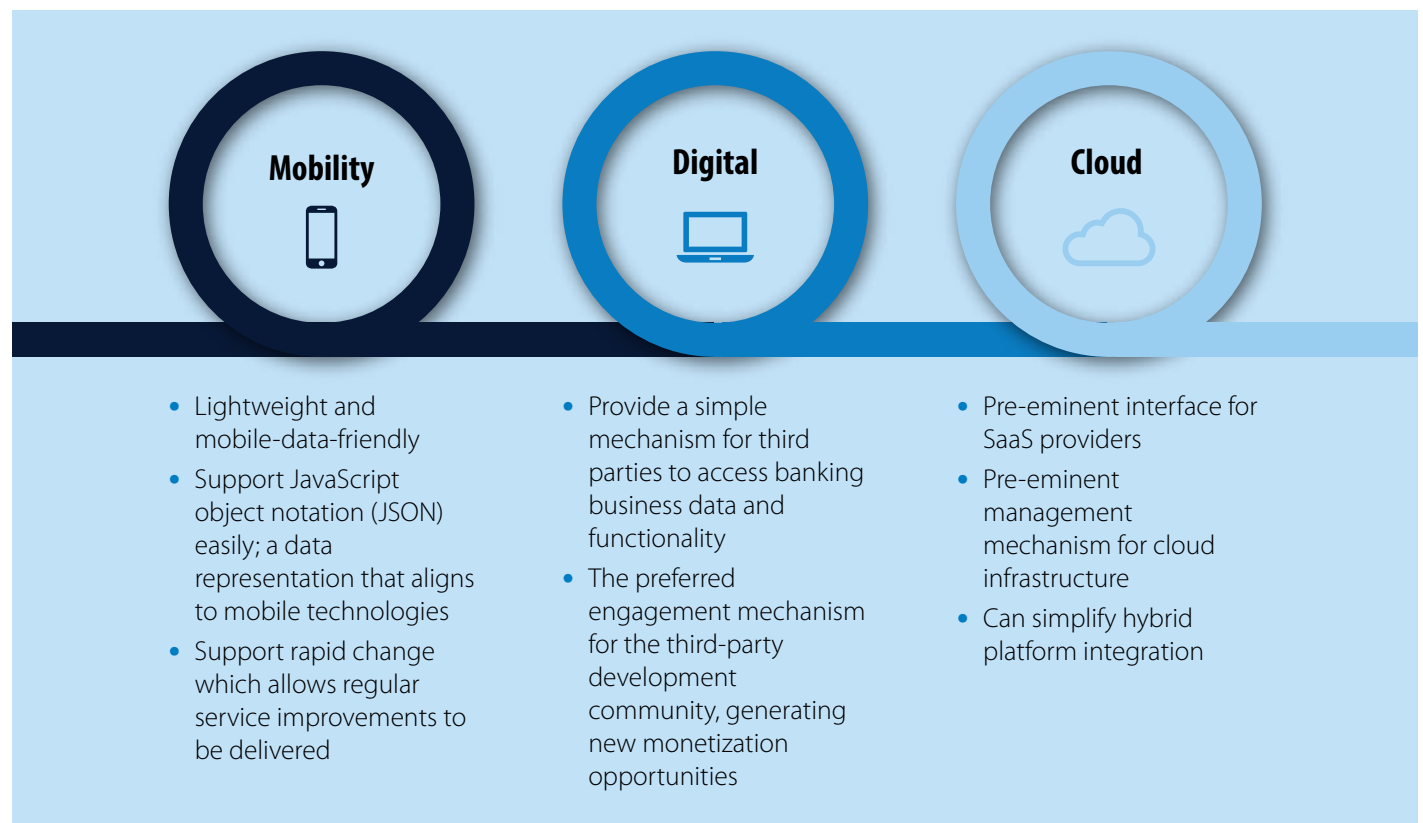 Mobility
• Lightweight and
mobile-data-friendly
• Support JavaScript
object notation (JSON)
easily; a data
representation that aligns
to mobile technologies
• Support rapid change
which allows regular
service improvements to
be delivered
Digital
• Provide a simple
mechanism for third
parties to access banking
business data and
functionality
• The preferred
engagement mechanism
for the third-party
development
community, generating
new monetization
opportunities
Cloud
• Pre-eminent interface for
SaaS providers
• Pre-eminent
management
mechanism for cloud
infrastructure
• Can simplify hybrid
platform integration